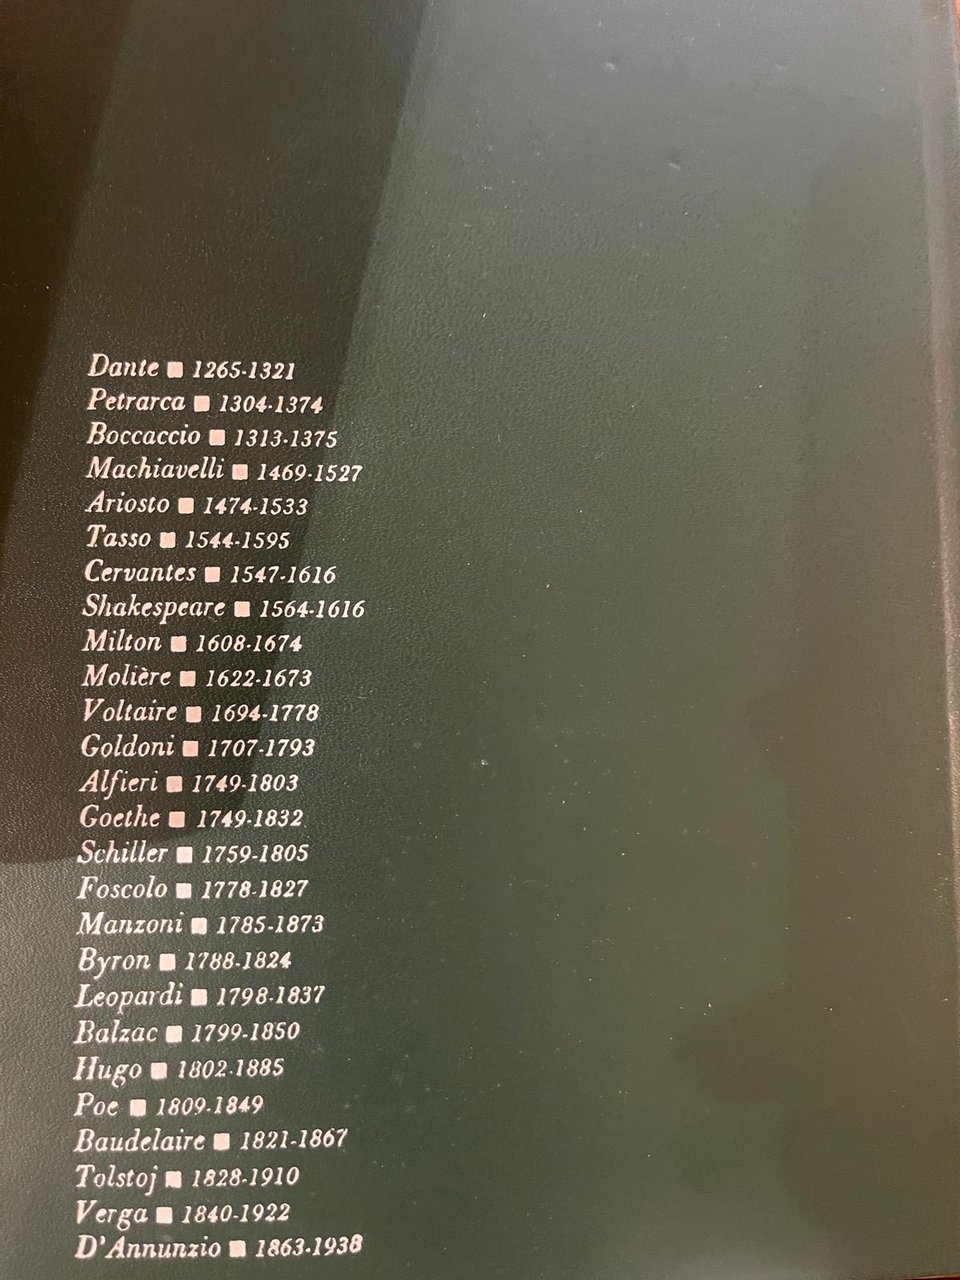 Dante ■ 1265-1321
Petrarca ■ 1304-1374
Boccaccio ■ 1313-1375
Machiavelli ■ 1469-1527
Ariosto ■ 1474-1533
Tasso ■ 1544-1595
Cervantes ■ 1547-1616
Shakespeare ■ 1564-1616
Milton ■ 1608-1674
Molière ■ 1622-1673
Voltaire ■ 1694-1778
Goldoni ■ 1707-1793
Alfieri ■ 1749-1803
Goethe ■ 1749-1832
Schiller ■ 1759-1805
Foscolo ■ 1778-1827
Manzoni ■ 1785-1873
Byron ■ 1788-1824
Leopardi ■ 1798-1837
Balzac ■ 1799-1850
Hugo ■ 1802-1885
Poe ■ 1809-1849
Baudelaire ■ 1821-1867
Tolstoj ■ 1828-1910
Verga ■ 1840-1922
D'Annunzio ■ 1863-1938